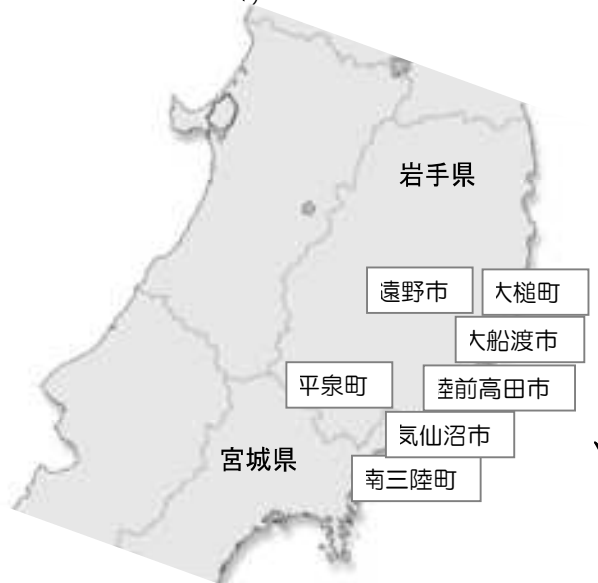 岩手県
遠野市
大槌町
大船渡市
平泉町
陸前高田市
気仙沼市
宮城県
南三陸町